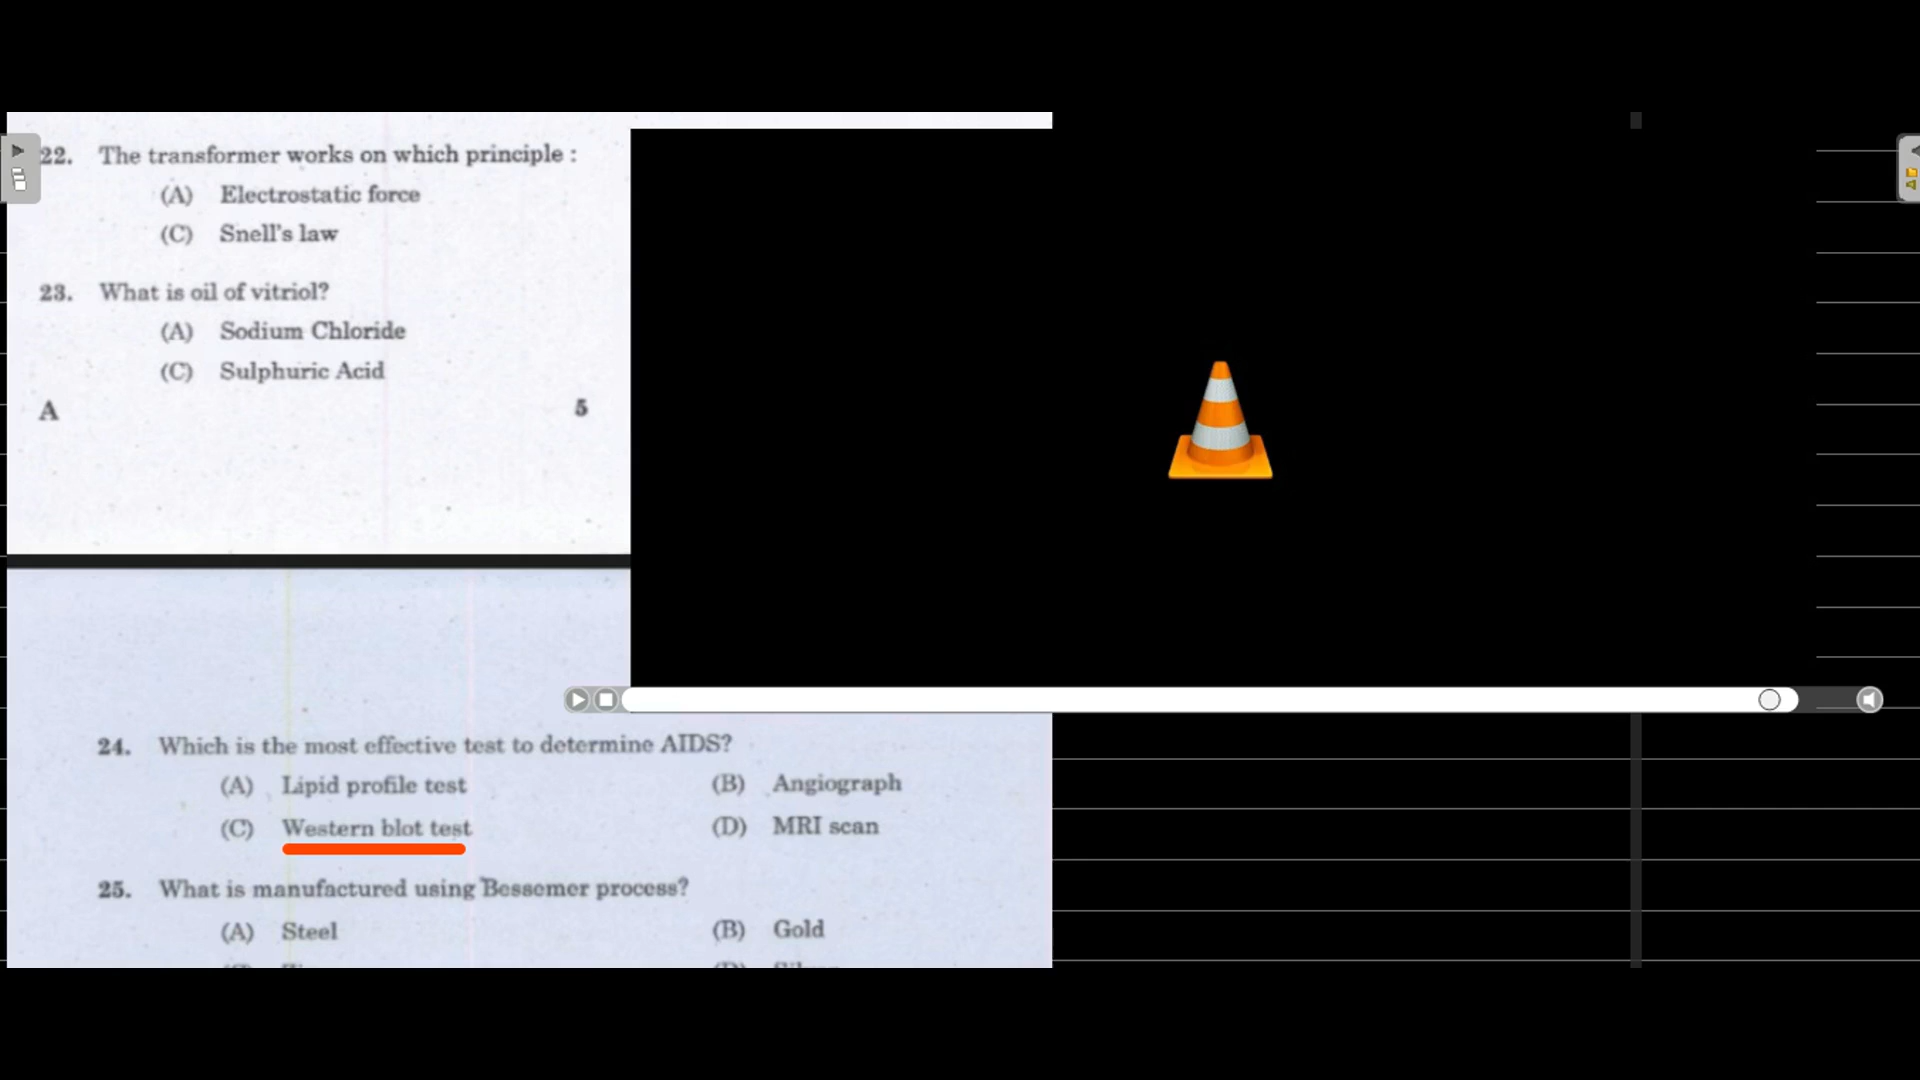 22. The transformer works on which principle :
(A) Electrostatic force
(C) Snell's law
23. What is oil of vitriol?
(A) Sodium Chloride
(C) Sulphuric Acid
A 5
24. Which is the most effective test to determine AIDS?
(A) Lipid profile test (B) Angiograph
(C) Western blot test (D) MRI scan
25. What is manufactured using Bessemer process?
(A) Steel (B) Gold